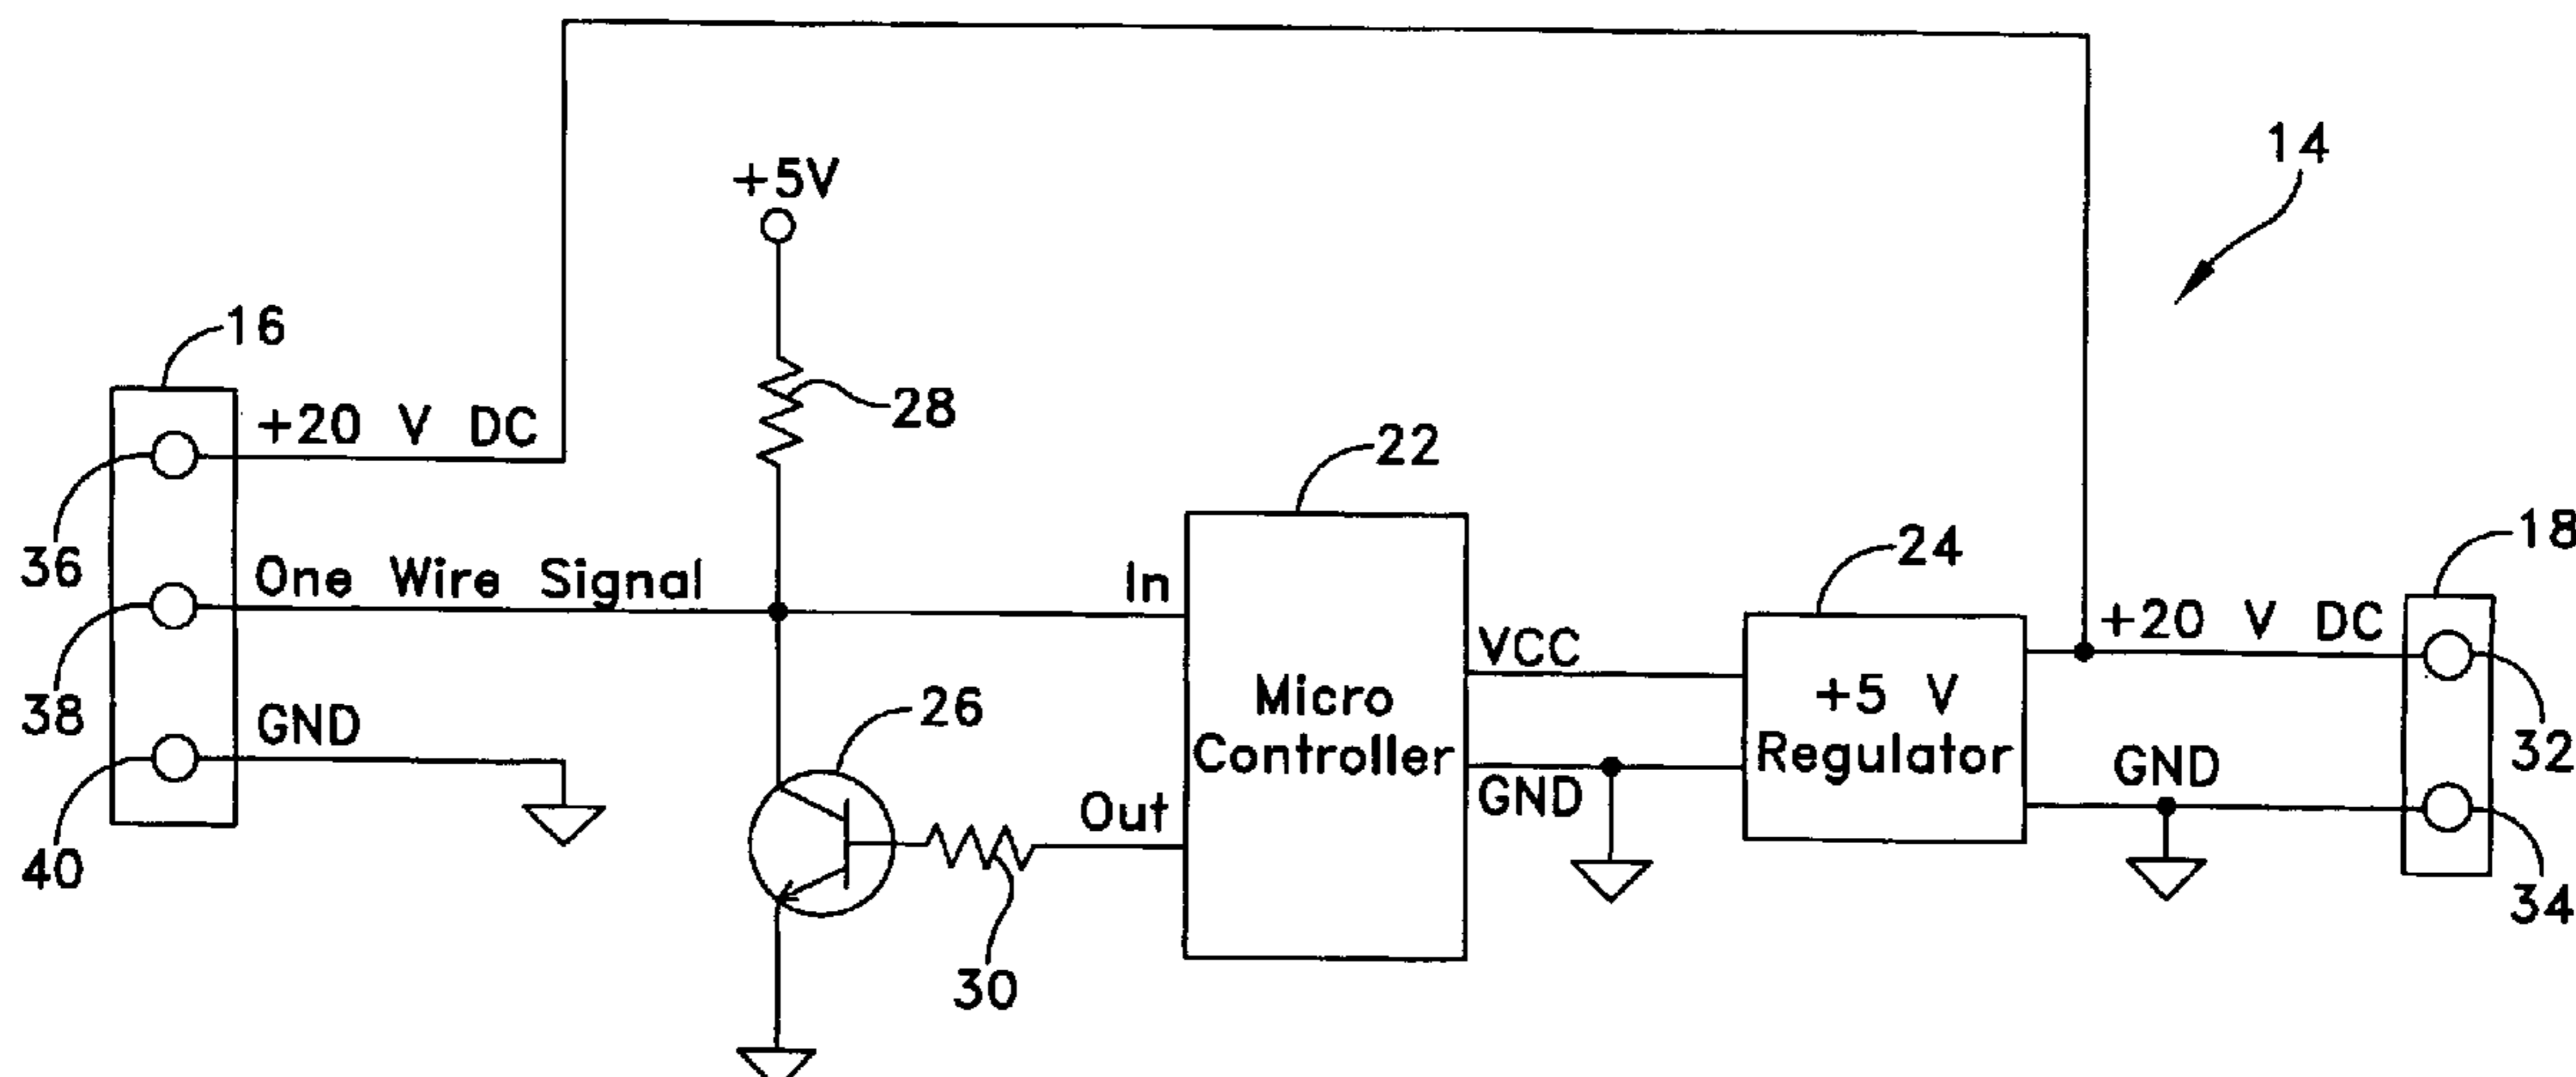 14
+5V
16
28
+20 V DC
22
36
18
24
One Wire Signal
In
+20 V DC
VCC
38
GND
26
Micro
Controller
+5 V
Regulator
32
GND
GND
Out
40
34
30